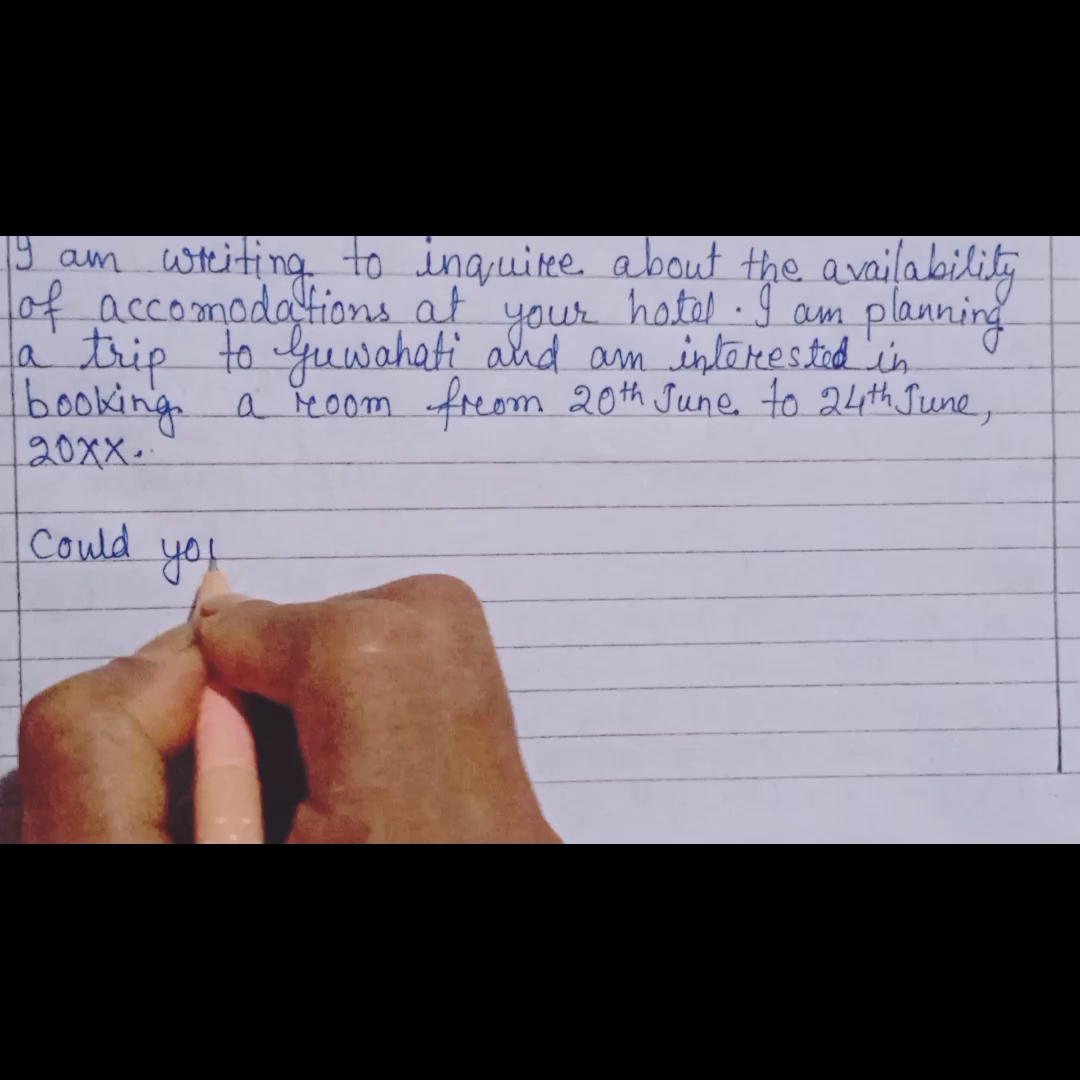 I am writing to inquire about the availability
of accomodations at your hotel. I am planning
a trip to Guwahati and am interested in
booking a room from 20th June to 24th June,
20XX.
Could you